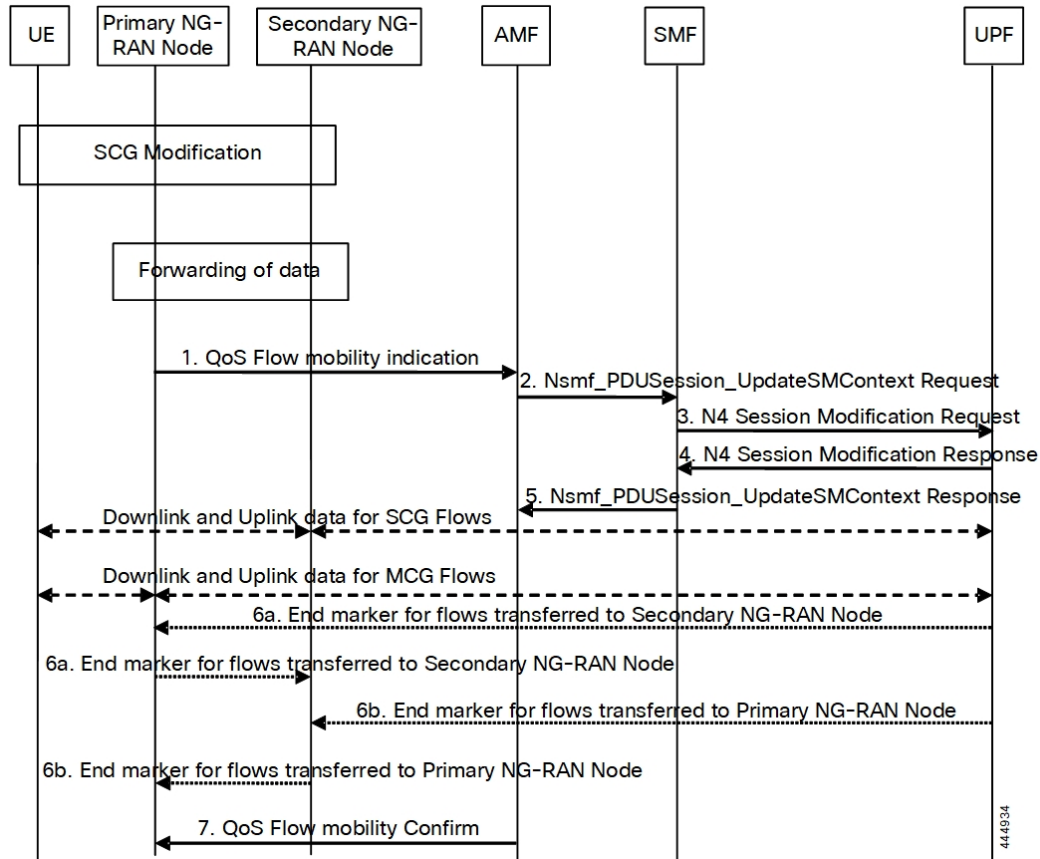 UE
Primary NG-
RAN Node
Secondary NG-
RAN Node
AMF
SMF
UPF
SCG Modification
Forwarding of data
1. QoS Flow mobility indication
2. Nsmf_PDUSession_UpdateSMContext Request
3. N4 Session Modification Request
4. N4 Session Modification Response
5. Nsmf_PDUSession_UpdateSMContext Response
Downlink and Uplink data for SCG Flows
Downlink and Uplink data for MCG Flows
6a. End marker for flows transferred to Secondary NG-RAN Node
6a. End marker for flows transferred to Secondary NG-RAN Node
6b. End marker for flows transferred to Primary NG-RAN Node
6b. End marker for flows transferred to Primary NG-RAN Node
7. QoS Flow mobility Confirm
444934